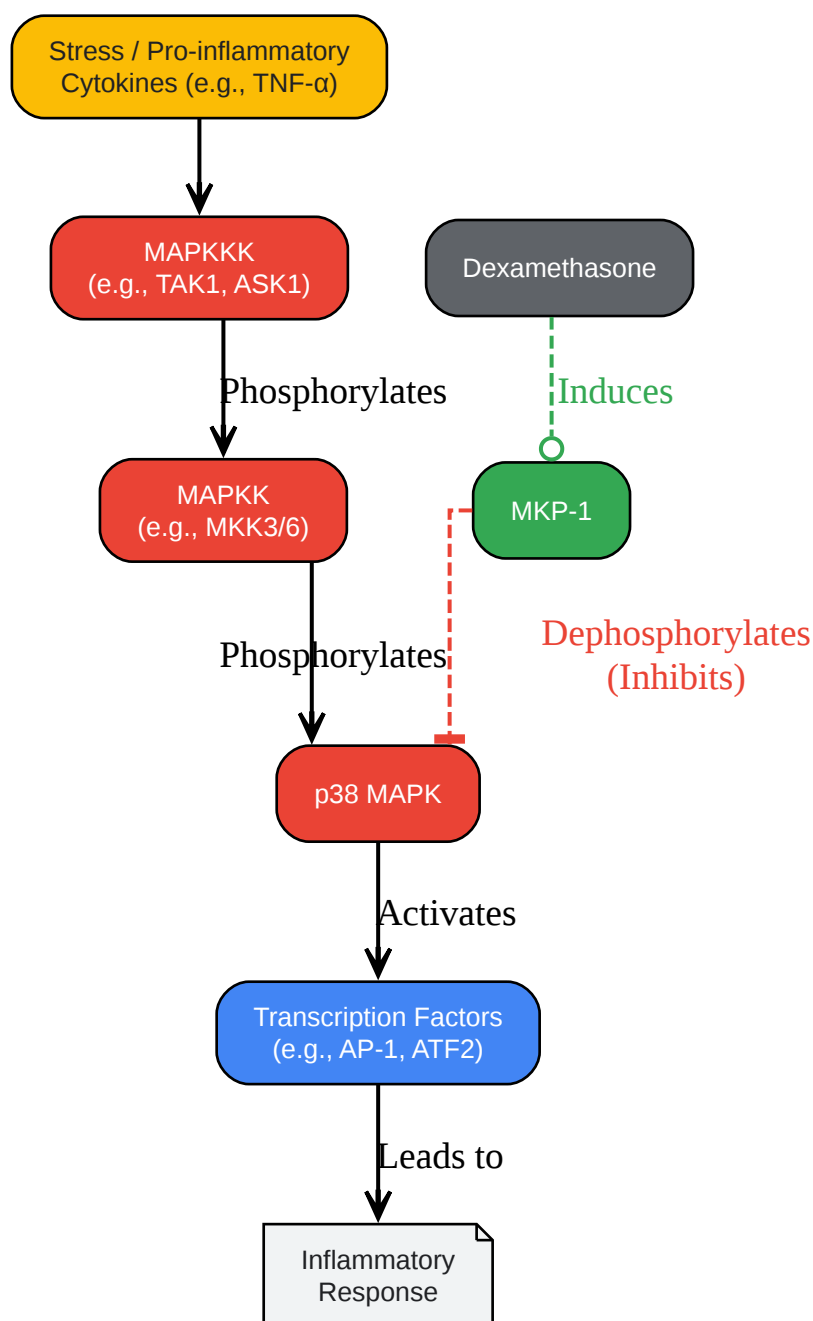 Stress / Pro-inflammatory
Cytokines (e.g., TNF-α)
MAPKKK
(e.g., TAK1, ASK1)
Dexamethasone
Phosphorylates
Induces
MAPKK
(e.g., MKK3/6)
MKP-1
Phosphorylates
Dephosphorylates
(Inhibits)
p38 MAPK
Activates
Transcription Factors
(e.g., AP-1, ATF2)
Leads to
Inflammatory
Response